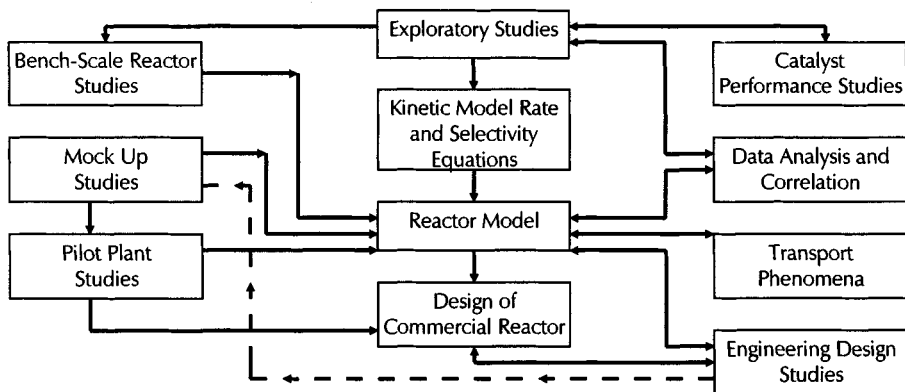 Exploratory Studies
Bench-Scale Reactor
Studies
Catalyst
Performance Studies
Kinetic Model Rate
and Selectivity
Equations
Mock Up
Studies
Data Analysis and
Correlation
Reactor Model
Pilot Plant
Studies
Transport
Phenomena
Design of
Commercial Reactor
Engineering Design
Studies